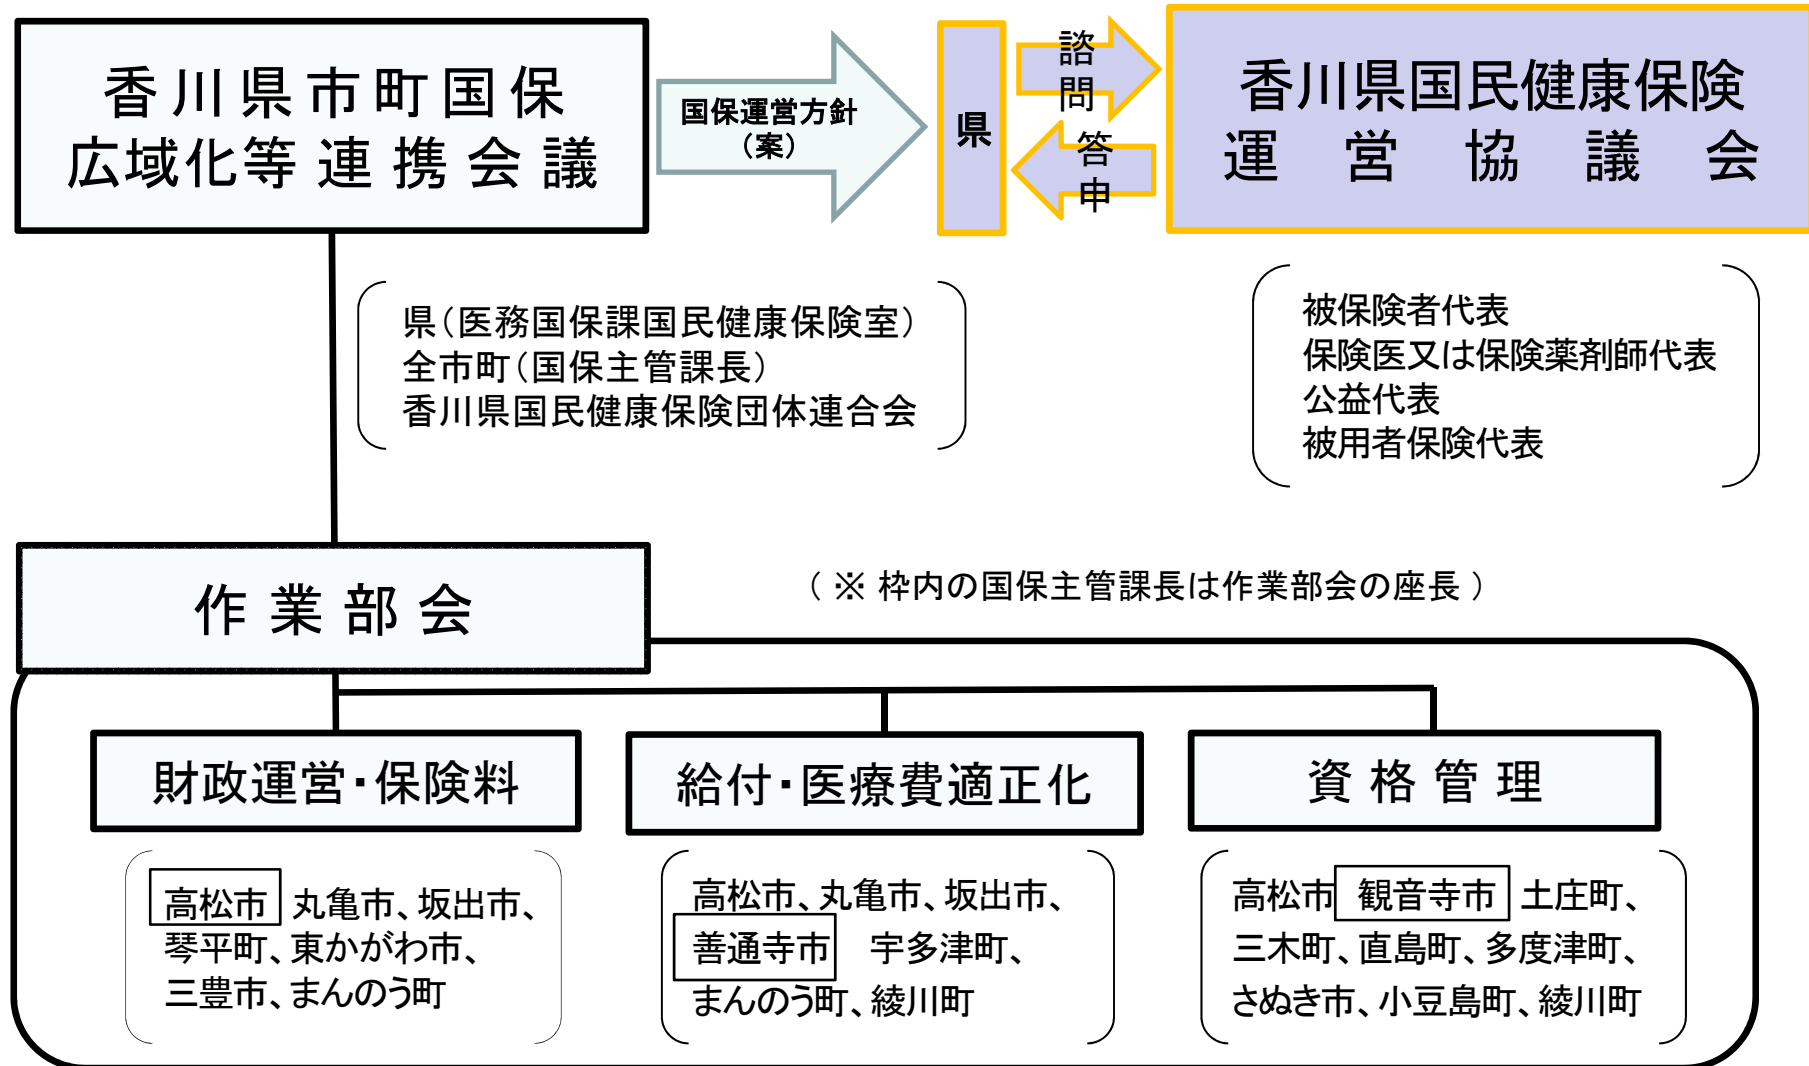 香川県市町国保
広域化等連携会議
国保運営方針
（案）
県
諮
問
答
申
香川県国民健康保険
運営協議会
県（医務国保課国民健康保険室）
全市町（国保主管課長）
香川県国民健康保険団体連合会
被保険者代表
保険医又は保険薬剤師代表
公益代表
被用者保険代表
作業部会
（ ※ 枠内の国保主管課長は作業部会の座長 ）
財政運営・保険料
高松市 丸亀市、坂出市、
琴平町、東かがわ市、
三豊市、まんのう町
給付・医療費適正化
高松市、丸亀市、坂出市、
善通寺市 宇多津町、
まんのう町、綾川町
資格管理
高松市 観音寺市 土庄町、
三木町、直島町、多度津町、
さぬき市、小豆島町、綾川町